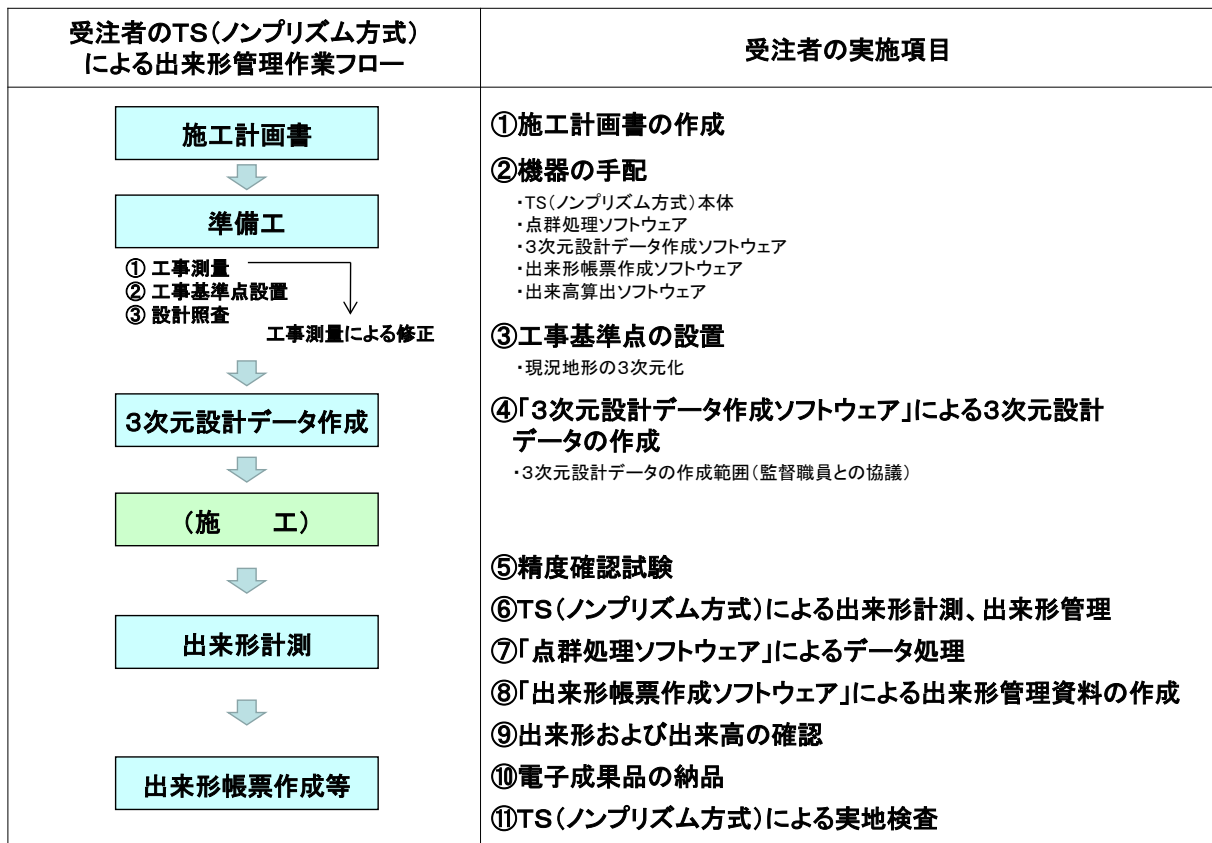 受注者のTS(ノンプリズム方式)
による出来形管理作業フロー
受注者の実施項目
施工計画書
準備工
① 工事測量
② 工事基準点設置
③ 設計照査
工事測量による修正
3次元設計データ作成
(施　　工)
出来形計測
出来形帳票作成等
①施工計画書の作成
②機器の手配
・TS(ノンプリズム方式)本体
・点群処理ソフトウェア
・3次元設計データ作成ソフトウェア
・出来形帳票作成ソフトウェア
・出来高算出ソフトウェア
③工事基準点の設置
・現況地形の3次元化
④「3次元設計データ作成ソフトウェア」による3次元設計
データの作成
・3次元設計データの作成範囲(監督職員との協議)
⑤精度確認試験
⑥TS(ノンプリズム方式)による出来形計測、出来形管理
⑦「点群処理ソフトウェア」によるデータ処理
⑧「出来形帳票作成ソフトウェア」による出来形管理資料の作成
⑨出来形および出来高の確認
⑩電子成果品の納品
⑪TS(ノンプリズム方式)による実地検査